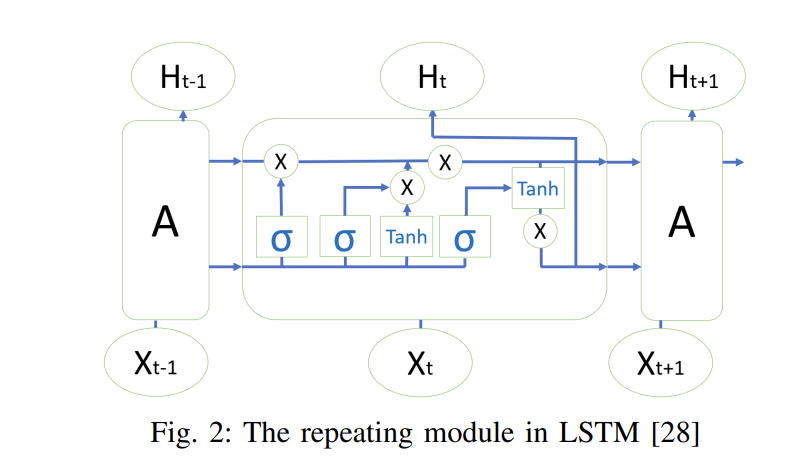 Ht-1 Ht Ht+1
X X
X Tanh
A σ σ Tanh σ X A
Xt-1 Xt Xt+1
Fig. 2: The repeating module in LSTM [28]